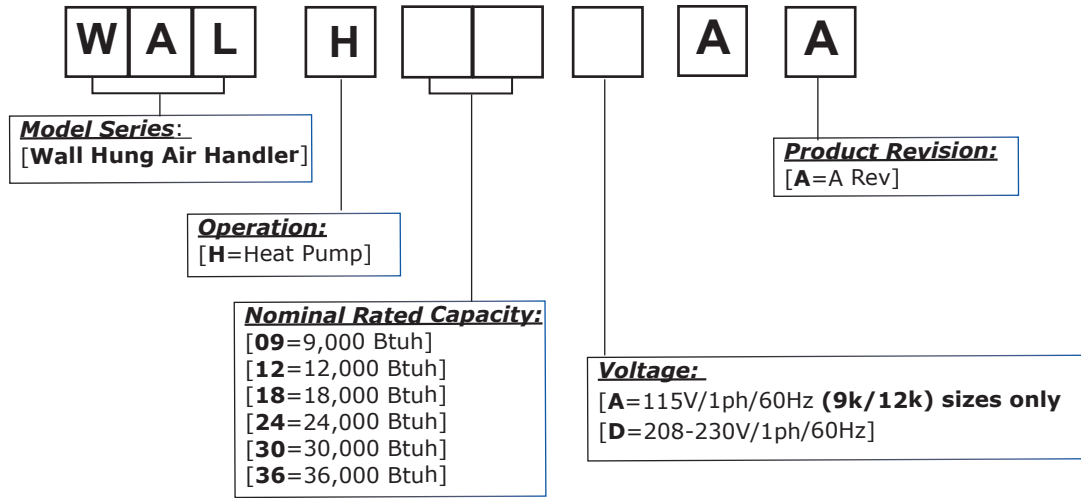 W A L H A A
Model Series:
[Wall Hung Air Handler]
Product Revision:
[A=A Rev]
Operation:
[H=Heat Pump]
Nominal Rated Capacity:
[09=9,000 Btuh]
[12=12,000 Btuh]
[18=18,000 Btuh]
[24=24,000 Btuh]
[30=30,000 Btuh]
[36=36,000 Btuh]
Voltage:
[A=115V/1ph/60Hz (9k/12k) sizes only
[D=208-230V/1ph/60Hz]